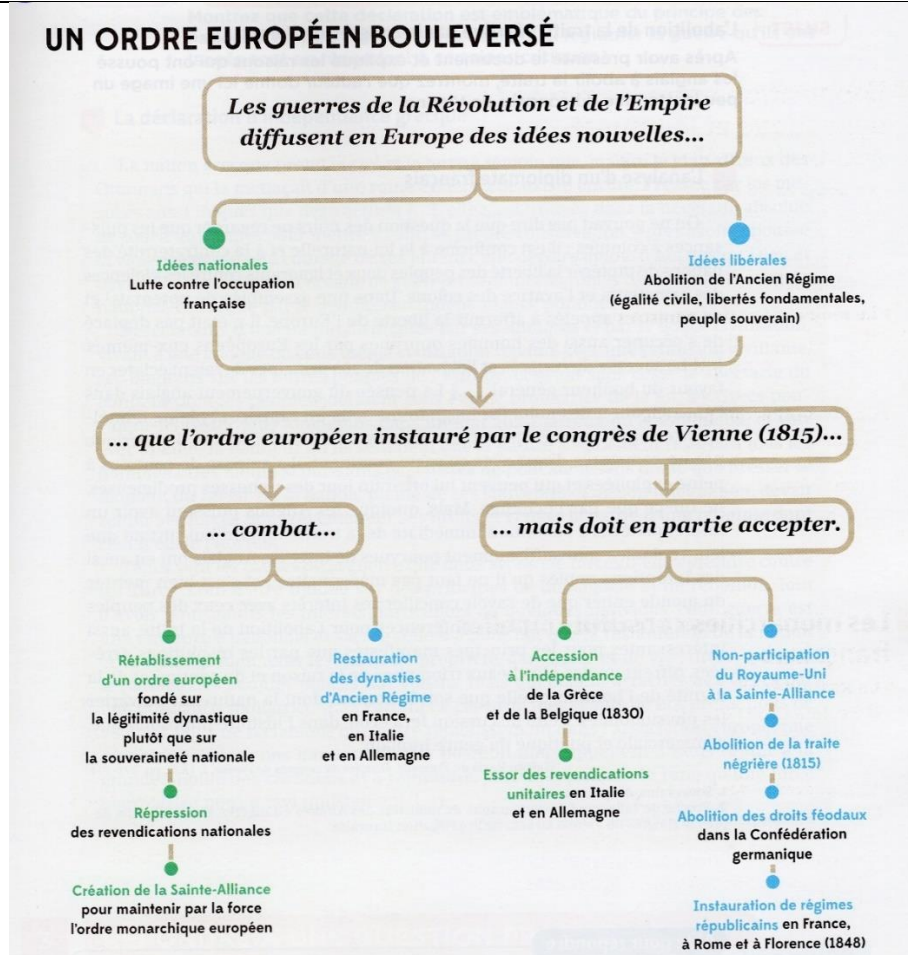 UN ORDRE EUROPÉEN BOULEVERSÉ
Les guerres de la Révolution et de l'Empire
diffusent en Europe des idées nouvelles...
Idées nationales
Lutte contre l'occupation
française
Idées libérales
Abolition de l'Ancien Régime
(égalité civile, libertés fondamentales,
peuple souverain)
... que l'ordre européen instauré par le congrès de Vienne (1815)...
... combat...
... mais doit en partie accepter.
Rétablissement
d'un ordre européen
fondé sur
la légitimité dynastique
plutôt que sur
la souveraineté nationale
Répression
des revendications nationales
Création de la Sainte-Alliance
pour maintenir par la force
l'ordre monarchique européen
Restauration
des dynasties
d'Ancien Régime
en France,
en Italie
et en Allemagne
Accession
à l'indépendance
de la Grèce
et de la Belgique (1830)
Essor des revendications
unitaires en Italie
et en Allemagne
Non-participation
du Royaume-Uni
à la Sainte-Alliance
Abolition de la traite
négrière (1815)
Abolition des droits féodaux
dans la Confédération
germanique
Instauration de régimes
républicains en France,
à Rome et à Florence (1848)